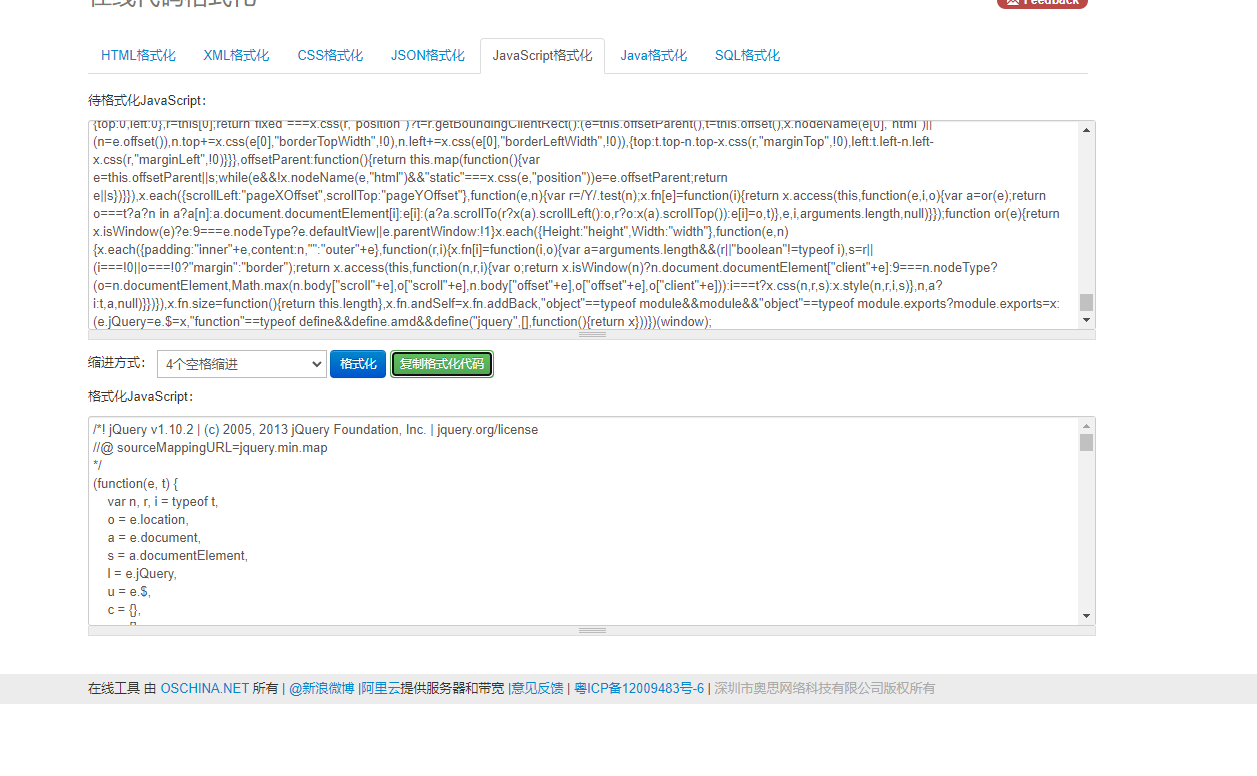 在线代码格式化
Feedback
HTML格式化 XML格式化 CSS格式化 JSON格式化 JavaScript格式化 Java格式化 SQL格式化
待格式化JavaScript：
{top:0,left:0},r=this[0];return"fixed"===x.css(r,"position")?t=r.getBoundingClientRect():(e=this.offsetParent(),t=this.offset(),x.nodeName(e[0],"html")||
(n=e.offset()),n.top+=x.css(e[0],"borderTopWidth",!0),n.left+=x.css(e[0],"borderLeftWidth",!0)),{top:t.top-n.top-x.css(r,"marginTop",!0),left:t.left-n.left-
x.css(r,"marginLeft",!0)}}},offsetParent:function(){return this.map(function(){var
e=this.offsetParent||s;while(e&&!x.nodeName(e,"html")&&"static"===x.css(e,"position"))e=e.offsetParent;return
e||s})}}),x.each({scrollLeft:"pageXOffset",scrollTop:"pageYOffset"},function(e,n){var r=/Y/.test(n);x.fn[e]=function(i){return x.access(this,function(e,i,o){var a=or(e);return
o===t?a?n in a?a[n]:a.document.documentElement[i]:e[i]:(a?a.scrollTo(r?x(a).scrollLeft():o,r?o:x(a).scrollTop()):e[i]=o,t)},e,i,arguments.length,null)}});function or(e){return
x.isWindow(e)?e:9===e.nodeType?e.defaultView||e.parentWindow:!1}x.each({Height:"height",Width:"width"},function(e,n)
{x.each({padding:"inner"+e,content:n,"":"outer"+e},function(r,i){x.fn[i]=function(i,o){var a=arguments.length&&(r||"boolean"!=typeof i),s=r||
(i===!0||o===!0?"margin":"border");return x.access(this,function(n,r,i){var o;return x.isWindow(n)?n.document.documentElement["client"+e]:9===n.nodeType?
(o=n.documentElement,Math.max(n.body["scroll"+e],o["scroll"+e],n.body["offset"+e],o["offset"+e],o["client"+e])):i===t?x.css(n,r,s):x.style(n,r,i,s)},n,a?
i:t,a,null)}})}),x.fn.size=function(){return this.length},x.fn.andSelf=x.fn.addBack,"object"==typeof module&&module&&"object"==typeof module.exports?module.exports=x:
(e.jQuery=e.$=x,"function"==typeof define&&define.amd&&define("jquery",[],function(){return x}))})(window);
缩进方式： 4个空格缩进 格式化 复制格式化代码
格式化JavaScript：
/*! jQuery v1.10.2 | (c) 2005, 2013 jQuery Foundation, Inc. | jquery.org/license
//@ sourceMappingURL=jquery.min.map
*/
(function(e, t) {
var n, r, i = typeof t,
o = e.location,
a = e.document,
s = a.documentElement,
l = e.jQuery,
u = e.$,
c = {},
在线工具 由 OSCHINA.NET 所有 | @新浪微博 |阿里云提供服务器和带宽 |意见反馈 | 粤ICP备12009483号-6 | 深圳市奥思网络科技有限公司版权所有